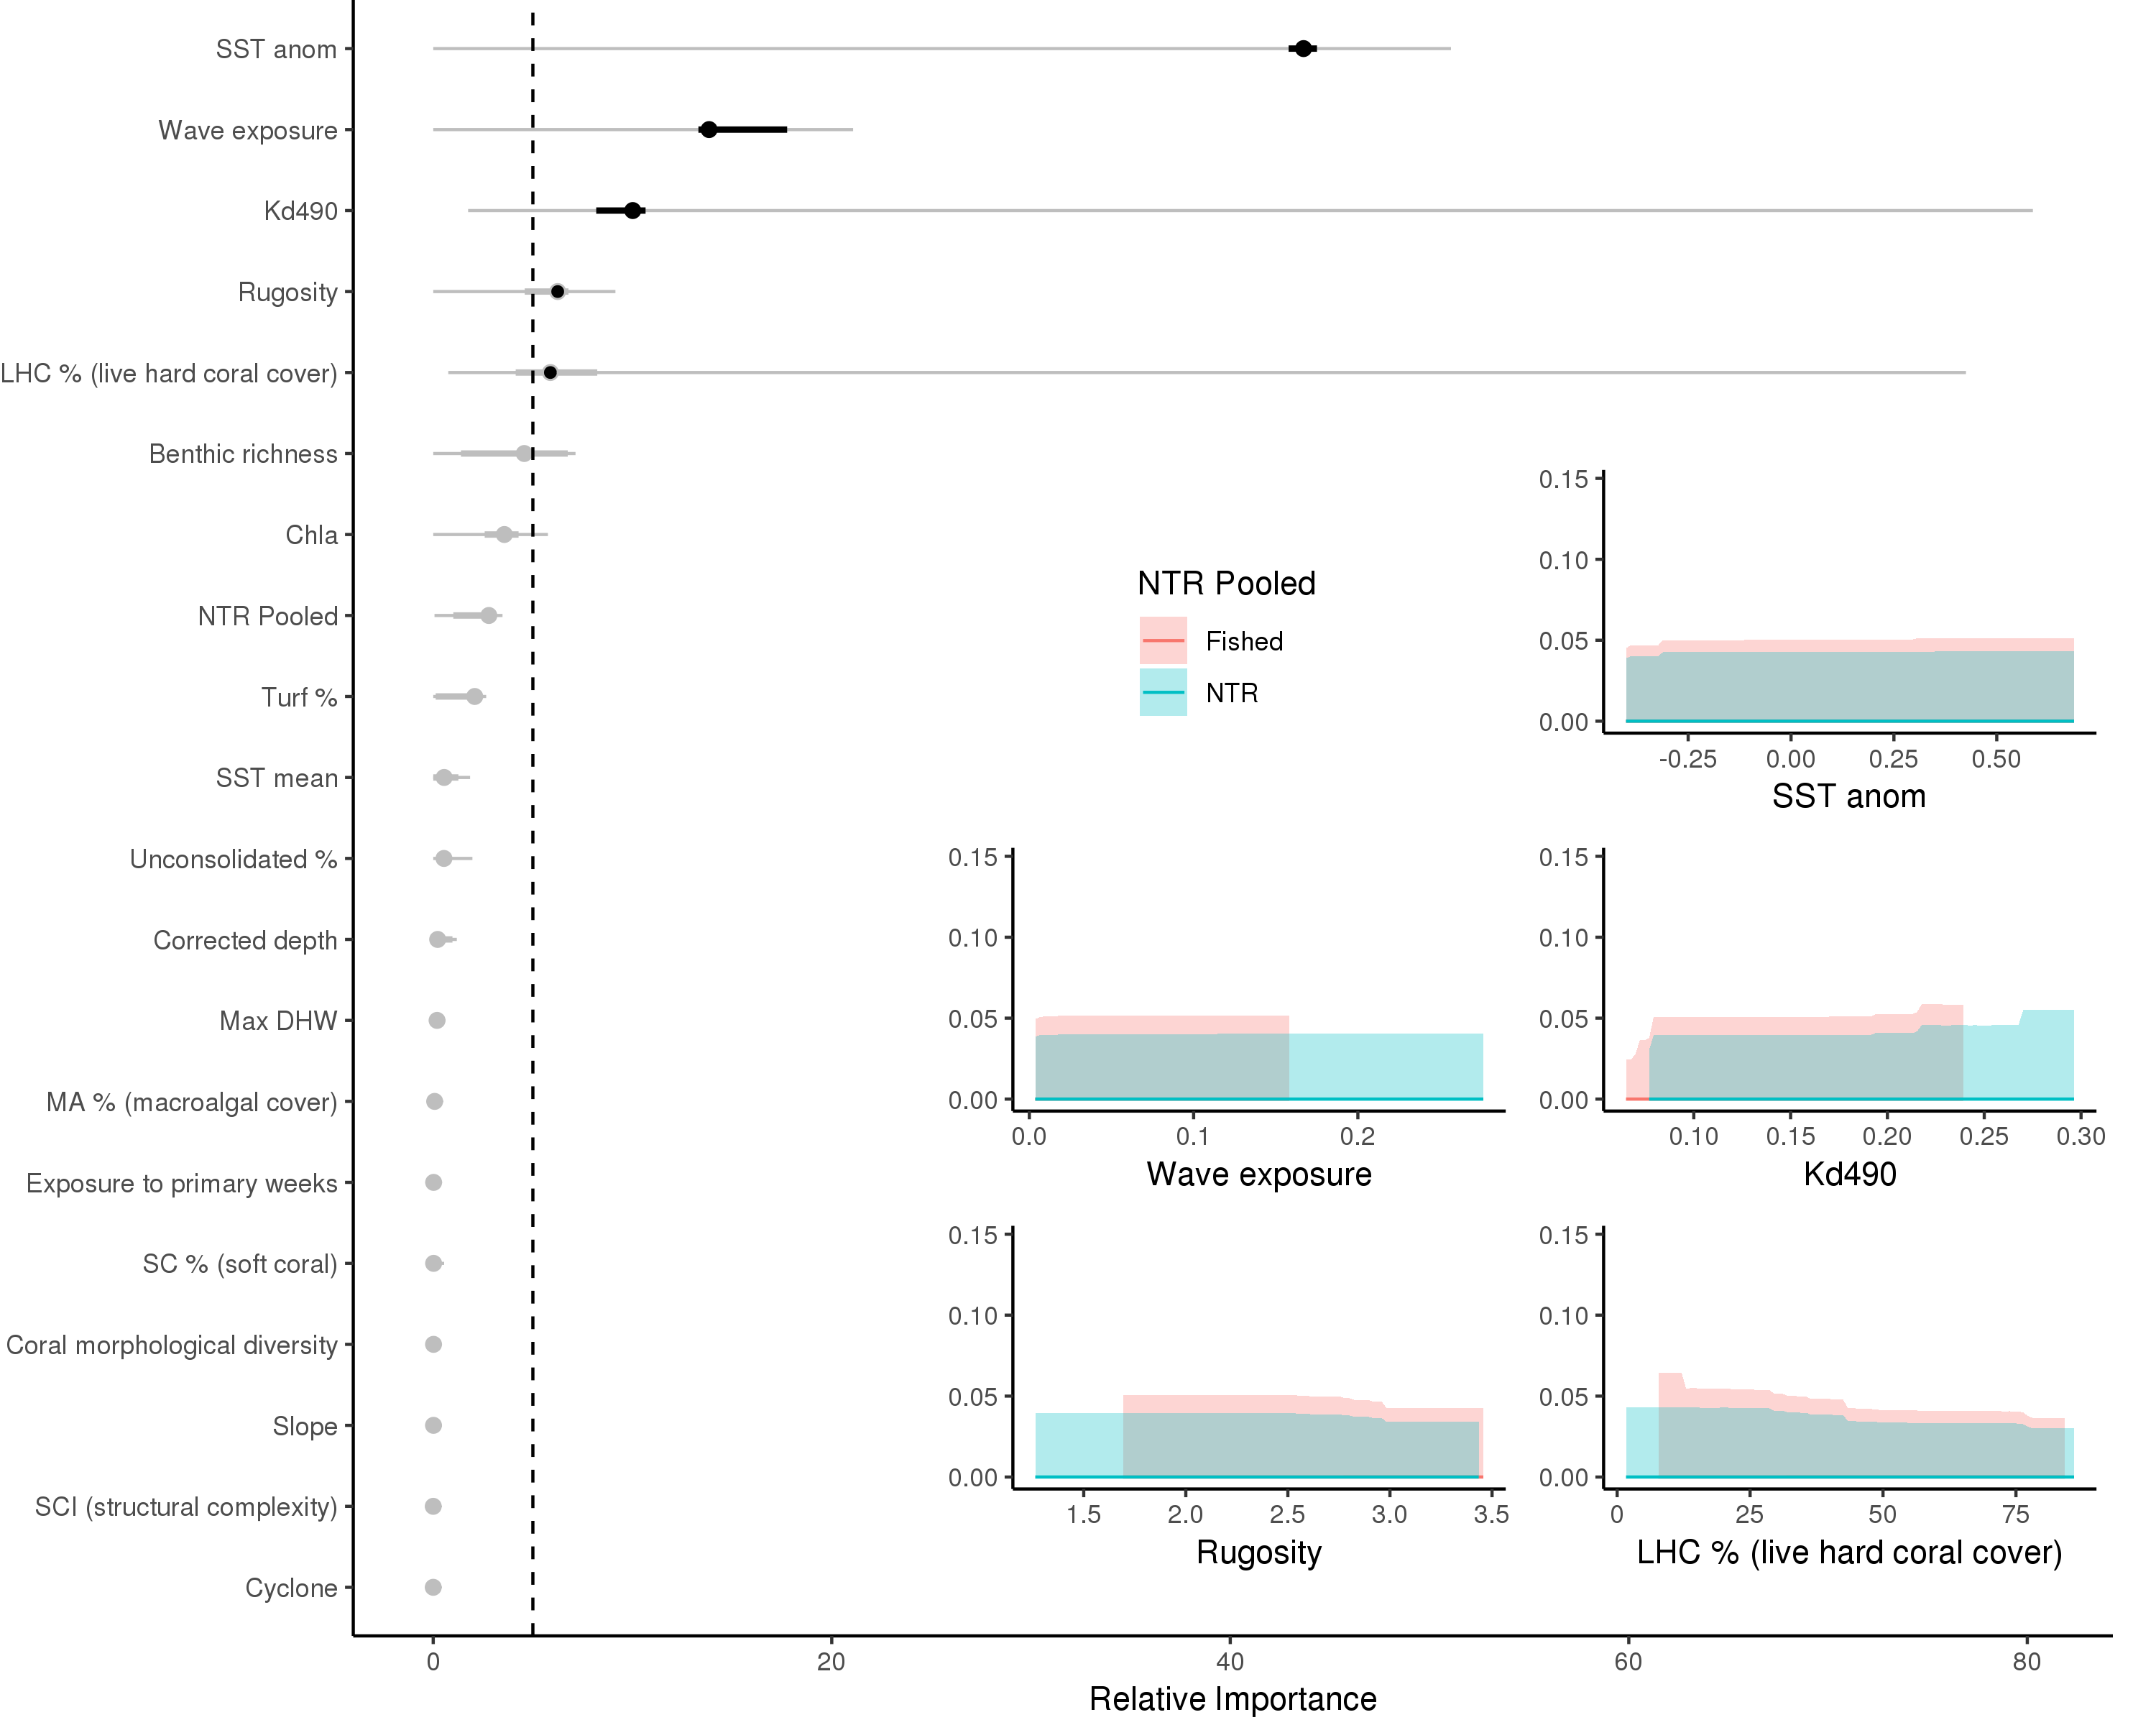 SST anom
Wave exposure
Kd490
Rugosity
LHC % (live hard coral cover)
Benthic richness
Chla
NTR Pooled
Turf %
SST mean
Unconsolidated %
Corrected depth
Max DHW
MA % (macroalgal cover)
Exposure to primary weeks
SC % (soft coral)
Coral morphological diversity
Slope
SCI (structural complexity)
Cyclone
0 20 40 60 80
Relative Importance
NTR Pooled
Fished
NTR
0.15
0.10
0.05
0.00
-0.25 0.00 0.25 0.50
SST anom
0.15
0.10
0.05
0.00
0.0 0.1 0.2
Wave exposure
0.15
0.10
0.05
0.00
0.10 0.15 0.20 0.25 0.30
Kd490
0.15
0.10
0.05
0.00
1.5 2.0 2.5 3.0 3.5
Rugosity
0.15
0.10
0.05
0.00
0 25 50 75
LHC % (live hard coral cover)